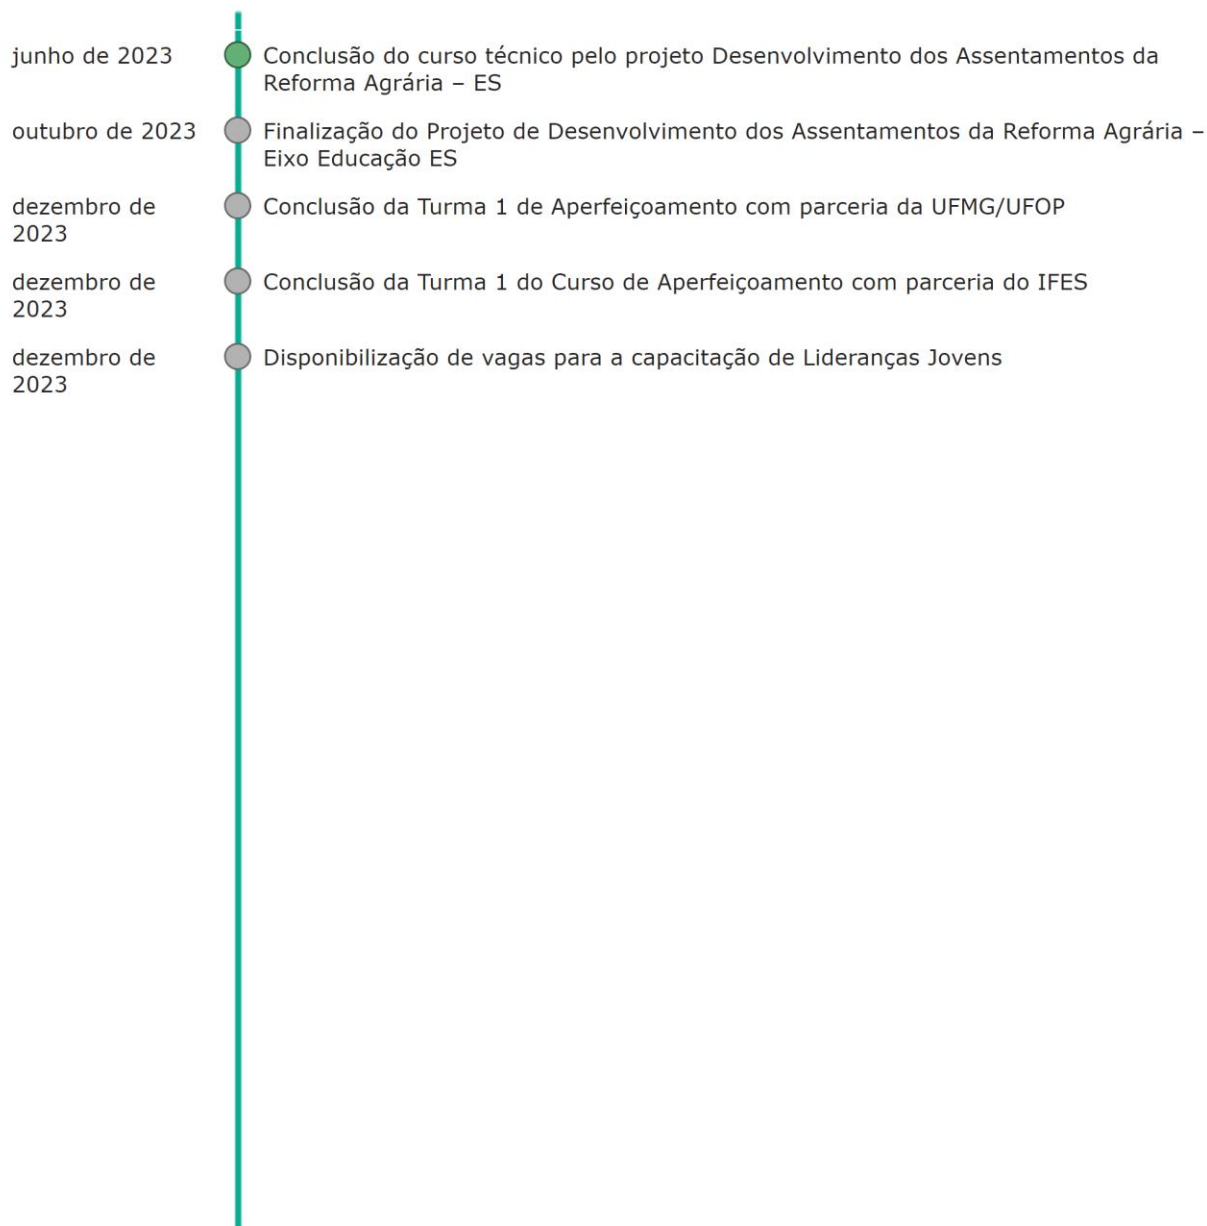 junho de 2023
Conclusão do curso técnico pelo projeto Desenvolvimento dos Assentamentos da
Reforma Agrária – ES
outubro de 2023
Finalização do Projeto de Desenvolvimento dos Assentamentos da Reforma Agrária –
Eixo Educação ES
dezembro de
2023
Conclusão da Turma 1 de Aperfeiçoamento com parceria da UFMG/UFOP
dezembro de
2023
Conclusão da Turma 1 do Curso de Aperfeiçoamento com parceria do IFES
dezembro de
2023
Disponibilização de vagas para a capacitação de Lideranças Jovens